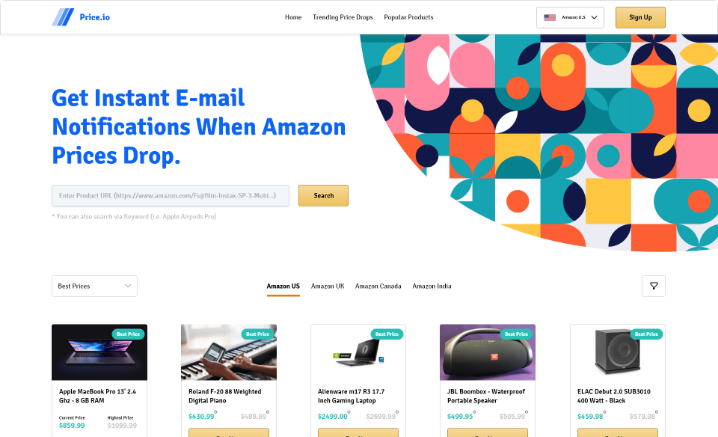 Price.io
Home
Trending Price Drops
Popular Products
Amazon U.S
Sign Up
Get Instant E-mail
Notifications When Amazon
Prices Drop.
Enter Product URL (https://www.amazon.com/Fujifilm-Instax-SP-3-Mobi...)
Search
* You can also search via Keyword (i.e. Apple Airpods Pro)
Best Prices
Amazon US
Amazon UK
Amazon Canada
Amazon India
Best Price
Best Price
Best Price
Best Price
Best Price
Apple MacBook Pro 13" 2.4
Ghz - 8 GB RAM
Current Price
Highest Price
$859.99
$1099.99
Roland F-20 88 Weighted
Digital Piano
$430.99
$489.99
Alienware m17 R3 17.7
Inch Gaming Laptop
$2499.00
$2699.99
JBL Boombox - Waterproof
Portable Speaker
$499.95
ELAC Debut 2.0 SUB3010
400 Watt - Black
$459.98
$579.98